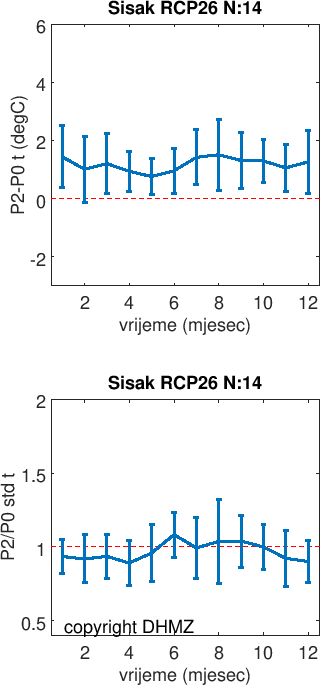 Sisak RCP26 N:14
P2-P0 t (degC)
6
4
2
0
-2
2 4 6 8 10 12
vrijeme (mjesec)
Sisak RCP26 N:14
P2/P0 std t
2
1.5
1
0.5
copyright DHMZ
2 4 6 8 10 12
vrijeme (mjesec)